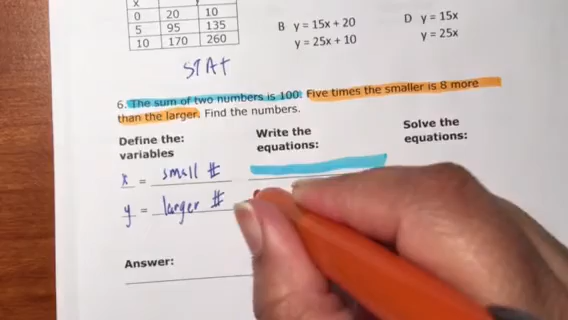 x y
0 20 10
5 95 135
10 170 260
B y = 15x + 20
y = 25x + 10
D y = 15x
y = 25x
STAT
6. The sum of two numbers is 100. Five times the smaller is 8 more
than the larger. Find the numbers.
Define the:
variables
Write the
equations:
Solve the
equations:
x = small #
y = larger #
Answer: